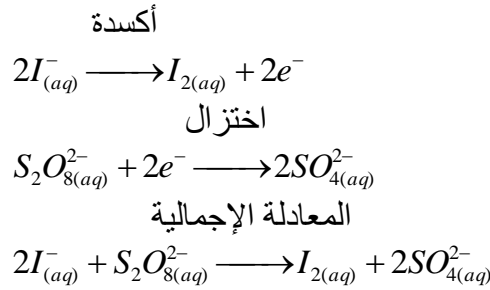 أكسدة
2I⁻(aq) ⟶ I₂(aq) + 2e⁻
اختزال
S₂O₈²⁻(aq) + 2e⁻ ⟶ 2SO₄²⁻(aq)
المعادلة الإجمالية
2I⁻(aq) + S₂O₈²⁻(aq) ⟶ I₂(aq) + 2SO₄²⁻(aq)